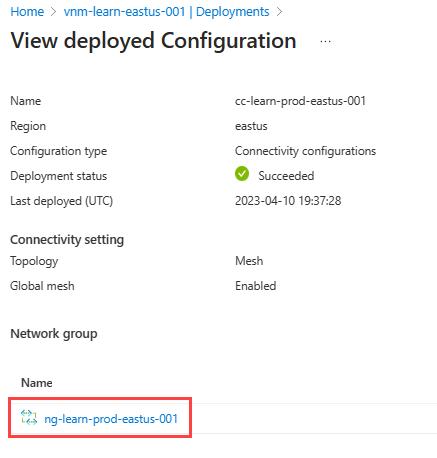 Home > vnm-learn-eastus-001 | Deployments >
View deployed Configuration ...
Name cc-learn-prod-eastus-001
Region eastus
Configuration type Connectivity configurations
Deployment status Succeeded
Last deployed (UTC) 2023-04-10 19:37:28
Connectivity setting
Topology Mesh
Global mesh Enabled
Network group
Name
ng-learn-prod-eastus-001